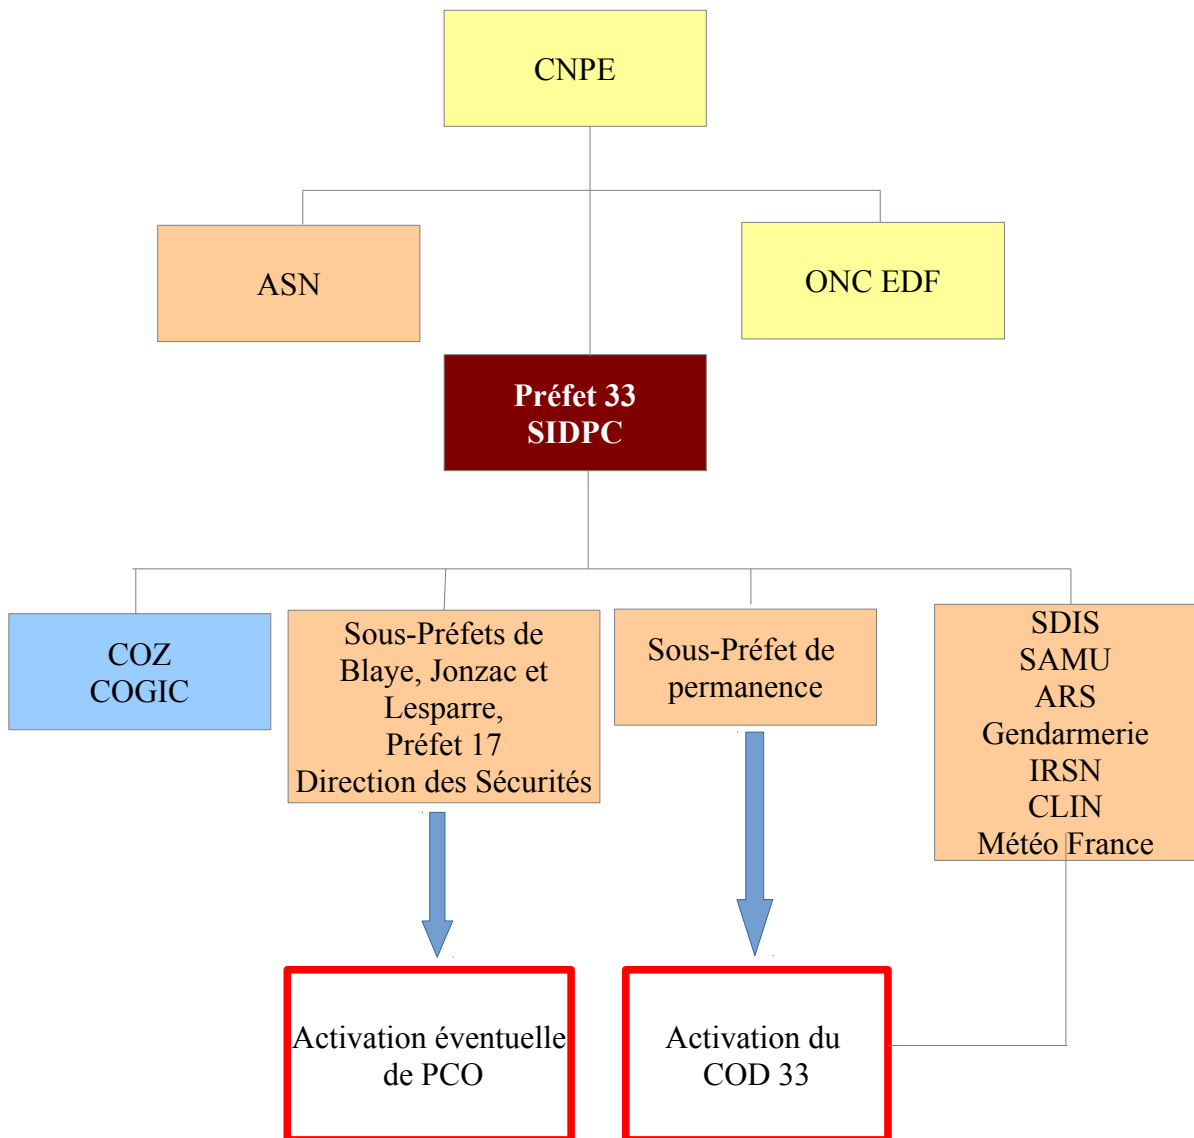 CNPE
ASN
ONC EDF
Préfet 33
SIDPC
COZ
COGIC
Sous-Préfets de
Blaye, Jonzac et
Lesparre,
Préfet 17
Direction des Sécurités
Sous-Préfet de
permanence
SDIS
SAMU
ARS
Gendarmerie
IRSN
CLIN
Météo France
Activation éventuelle
de PCO
Activation du
COD 33